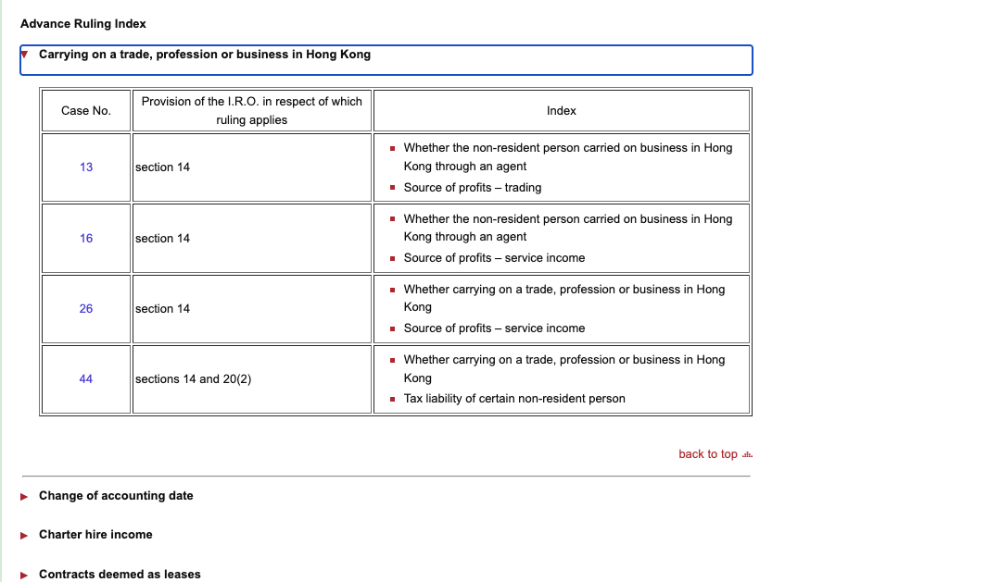 Advance Ruling Index
Carrying on a trade, profession or business in Hong Kong
Case No.
Provision of the I.R.O. in respect of which
ruling applies
Index
13
section 14
Whether the non-resident person carried on business in Hong
Kong through an agent
Source of profits – trading
16
section 14
Whether the non-resident person carried on business in Hong
Kong through an agent
Source of profits – service income
26
section 14
Whether carrying on a trade, profession or business in Hong
Kong
Source of profits – service income
44
sections 14 and 20(2)
Whether carrying on a trade, profession or business in Hong
Kong
Tax liability of certain non-resident person
back to top
Change of accounting date
Charter hire income
Contracts deemed as leases